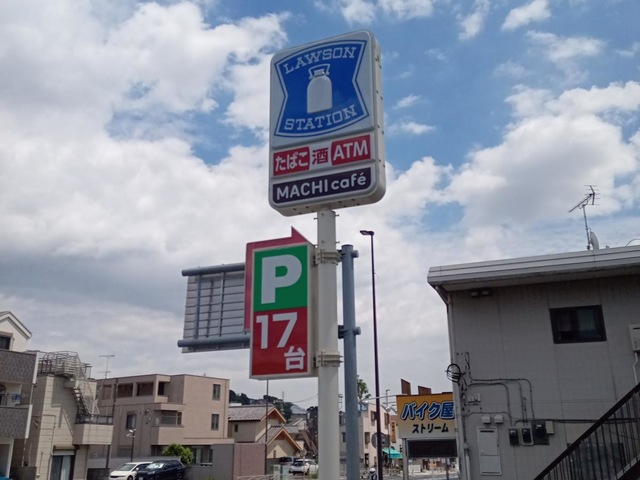 LAWSON
STATION
たばこ 酒 ATM
MACHI café
P
17
台
バイク屋
ストリーム